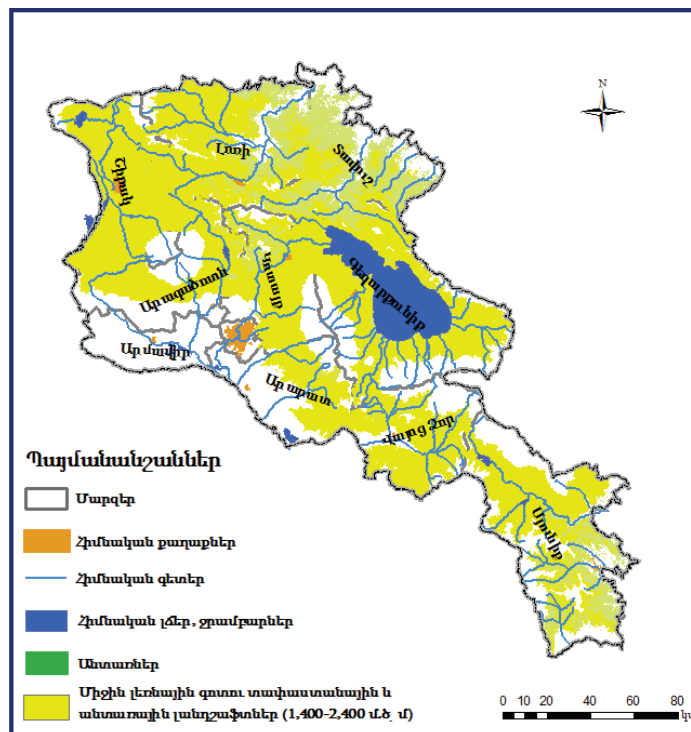 N
Լոռի
Տավուշ
Շիրակ
Կոտայք
Գեղարքունիք
Արագածոտն
Արմավիր
Արարատ
Վայոց Ձոր
Սյունիք
Պայմանանշաններ
Մարզեր
Հիմնական քաղաքներ
Հիմնական գետեր
Հիմնական լճեր, ջրամբարներ
Անտառներ
Միջին լեռնային գոտու տափաստանային և
անտառային լանդշաֆտներ (1,400-2,400 մ.ծ. մ)
0 10 20 40 60 80
կմ